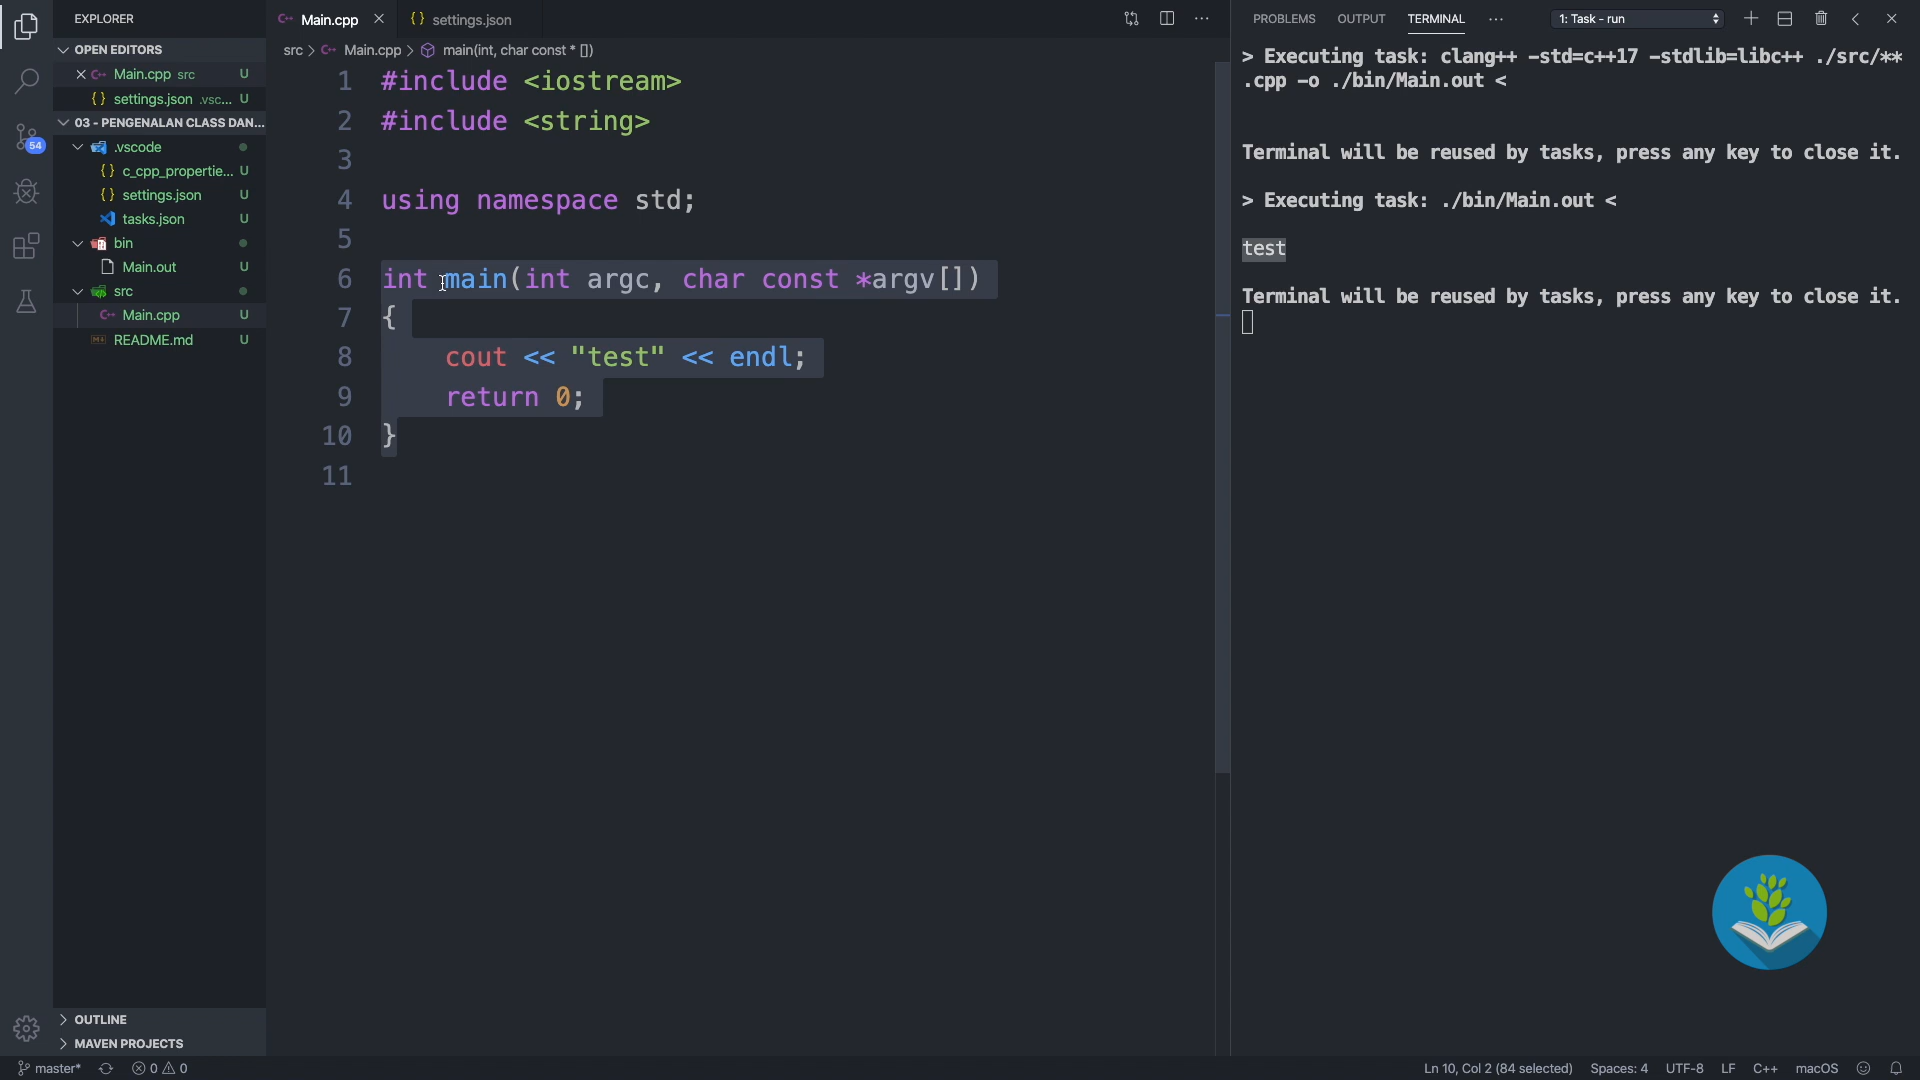 EXPLORER
OPEN EDITORS
Main.cpp src U
settings.json .vsc... U
03 - PENGENALAN CLASS DAN...
.vscode
c_cpp_propertie... U
settings.json U
tasks.json U
bin
Main.out U
src
Main.cpp U
README.md U
OUTLINE
MAVEN PROJECTS
54
Main.cpp
settings.json
src > Main.cpp > main(int, char const * [])
1 #include <iostream>
2 #include <string>
3
4 using namespace std;
5
6 int main(int argc, char const *argv[])
7 {
8 cout << "test" << endl;
9 return 0;
10 }
11
PROBLEMS OUTPUT TERMINAL ... 1: Task - run
> Executing task: clang++ -std=c++17 -stdlib=libc++ ./src/**
.cpp -o ./bin/Main.out <
Terminal will be reused by tasks, press any key to close it.
> Executing task: ./bin/Main.out <
test
Terminal will be reused by tasks, press any key to close it.
master* 0 0 Ln 10, Col 2 (84 selected) Spaces: 4 UTF-8 LF C++ macOS